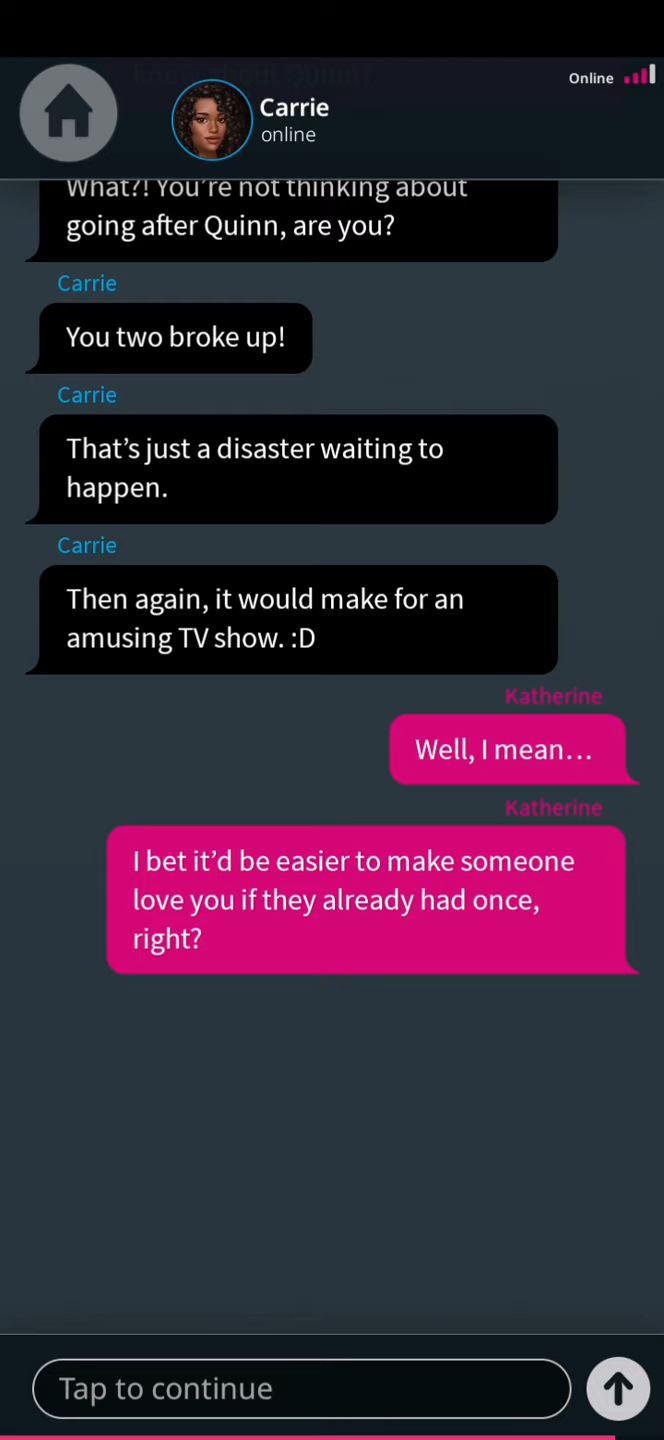 Online
Carrie
online
What?! You’re not thinking about
going after Quinn, are you?
Carrie
You two broke up!
Carrie
That’s just a disaster waiting to
happen.
Carrie
Then again, it would make for an
amusing TV show. :D
Katherine
Well, I mean...
Katherine
I bet it’d be easier to make someone
love you if they already had once,
right?
Tap to continue